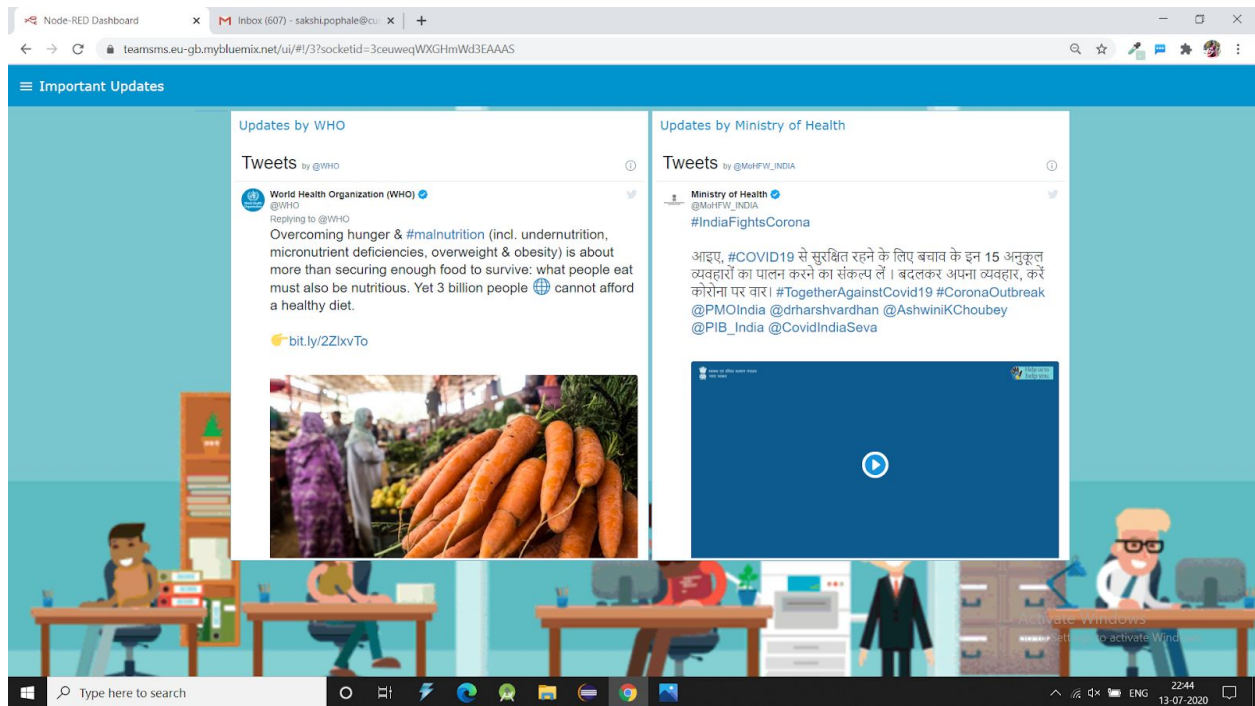 Node-RED Dashboard
Inbox (607) - sakshi.pophale@cu
teamsms.eu-gb.mybluemix.net/ui/#!/3?socketid=3ceuweqWXGHmWd3EAAAS
Important Updates
Updates by WHO
Tweets by @WHO
World Health Organization (WHO)
@WHO
Replying to @WHO
Overcoming hunger & #malnutrition (incl. undernutrition,
micronutrient deficiencies, overweight & obesity) is about
more than securing enough food to survive: what people eat
must also be nutritious. Yet 3 billion people 🌐 cannot afford
a healthy diet.
👉bit.ly/2ZlxvTo
Updates by Ministry of Health
Tweets by @MoHFW_INDIA
Ministry of Health
@MoHFW_INDIA
#IndiaFightsCorona
आइए, #COVID19 से सुरक्षित रहने के लिए बचाव के इन 15 अनुकूल
व्यवहारों का पालन करने का संकल्प लें । बदलकर अपना व्यवहार, करें
कोरोना पर वार। #TogetherAgainstCovid19 #CoronaOutbreak
@PMOIndia @drharshvardhan @AshwiniKChoubey
@PIB_India @CovidIndiaSeva
Activate Windows
to activate
Type here to search
ENG
22:44
13-07-2020